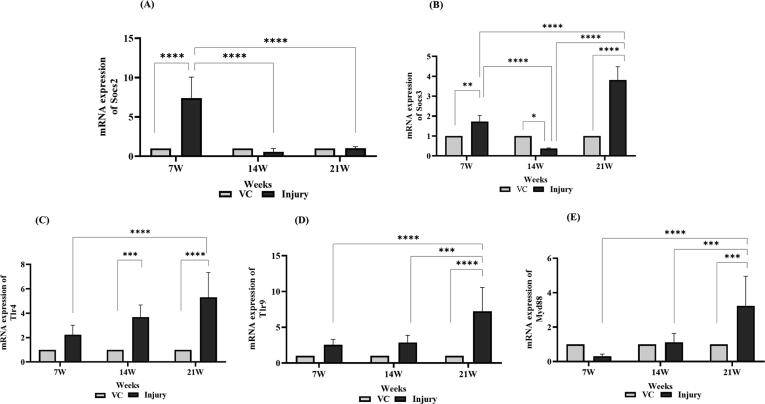 (A)
mRNA expression
of Socs2
15
10
5
0
****
****
****
7W
14W
21W
Weeks
VC
Injury
(B)
mRNA expression
of Socs3
5
4
3
2
1
0
****
****
****
****
**
*
7W
14W
21W
Weeks
VC
Injury
(C)
mRNA expression of
Tlr4
8
6
4
2
0
****
***
****
7W
14W
21W
Weeks
VC
Injury
(D)
mRNA expression of
Tlr9
15
10
5
0
****
***
****
7W
14W
21W
Weeks
VC
Injury
(E)
mRNA expression of
Myd88
6
4
2
0
****
***
***
7W
14W
21W
Weeks
VC
Injury